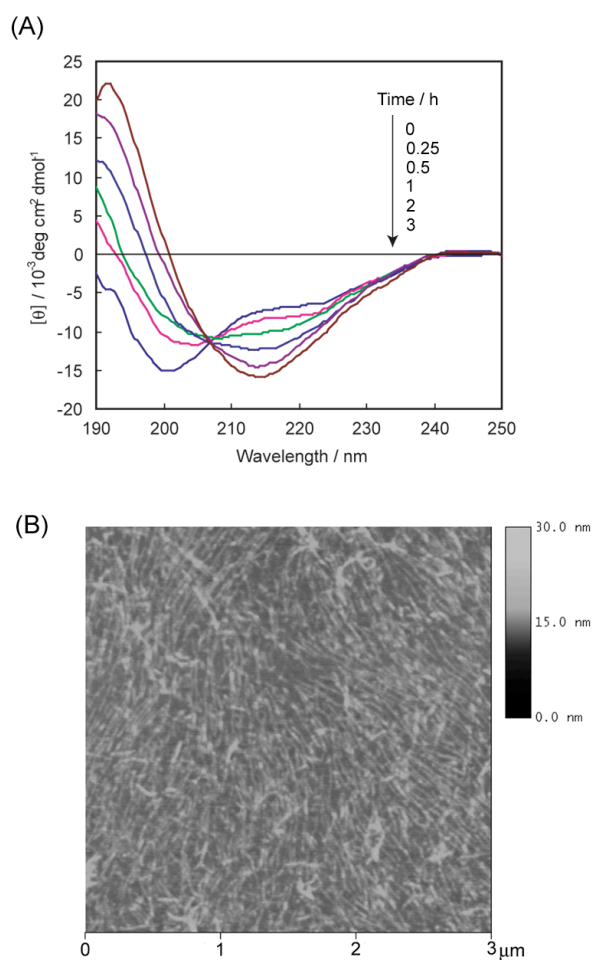 (A)
25
20
15
10
5
0
-5
-10
-15
-20
[θ] / 10⁻³deg cm² dmol⁻¹
Time / h
0
0.25
0.5
1
2
3
190 200 210 220 230 240 250
Wavelength / nm
(B)
30.0 nm
15.0 nm
0.0 nm
0 1 2 3 μm